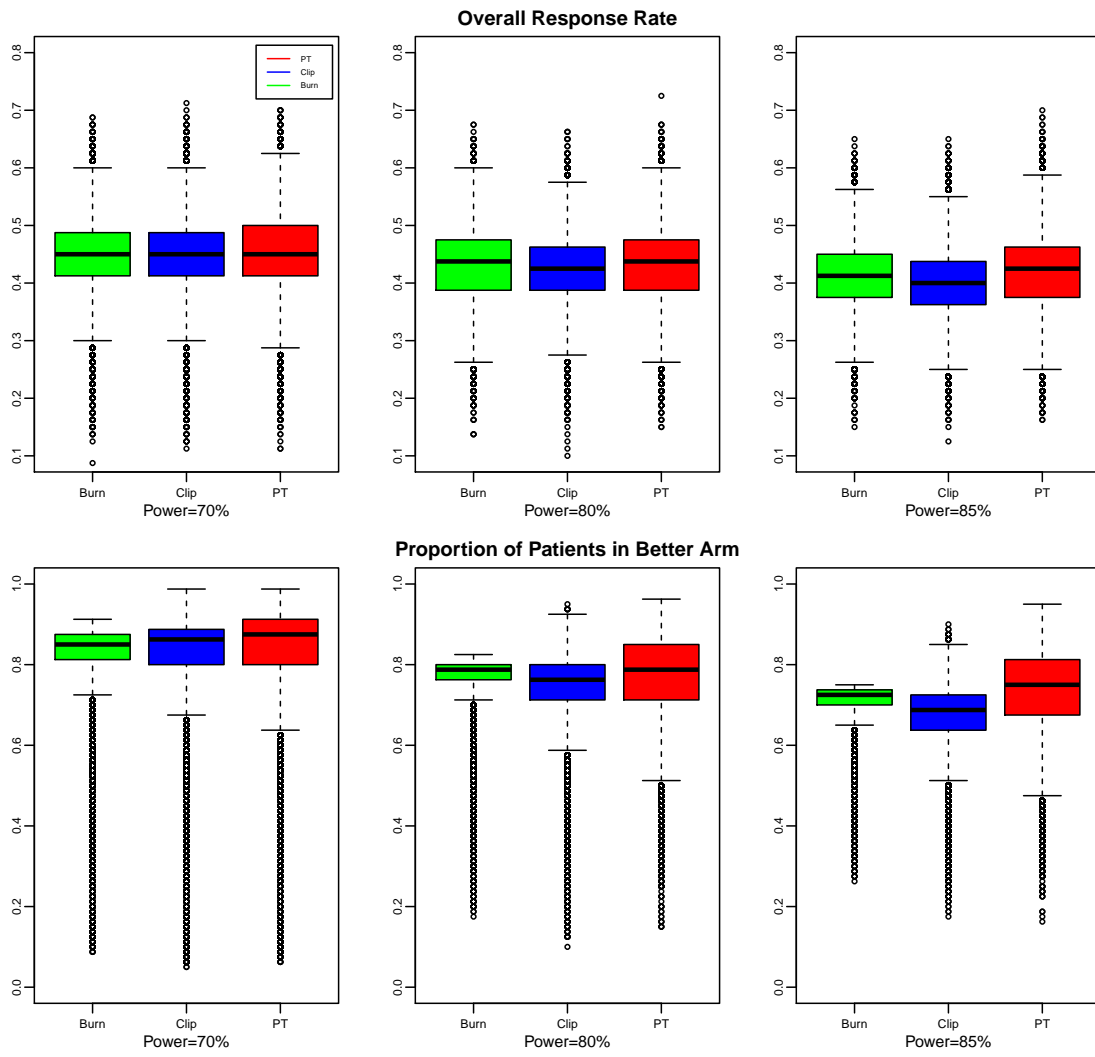 Overall Response Rate
0.1 0.2 0.3 0.4 0.5 0.6 0.7 0.8
PT
Clip
Burn
Burn Clip PT
Power=70%
0.1 0.2 0.3 0.4 0.5 0.6 0.7 0.8
Burn Clip PT
Power=80%
0.1 0.2 0.3 0.4 0.5 0.6 0.7 0.8
Burn Clip PT
Power=85%
Proportion of Patients in Better Arm
0.0 0.2 0.4 0.6 0.8 1.0
Burn Clip PT
Power=70%
0.0 0.2 0.4 0.6 0.8 1.0
Burn Clip PT
Power=80%
0.0 0.2 0.4 0.6 0.8 1.0
Burn Clip PT
Power=85%